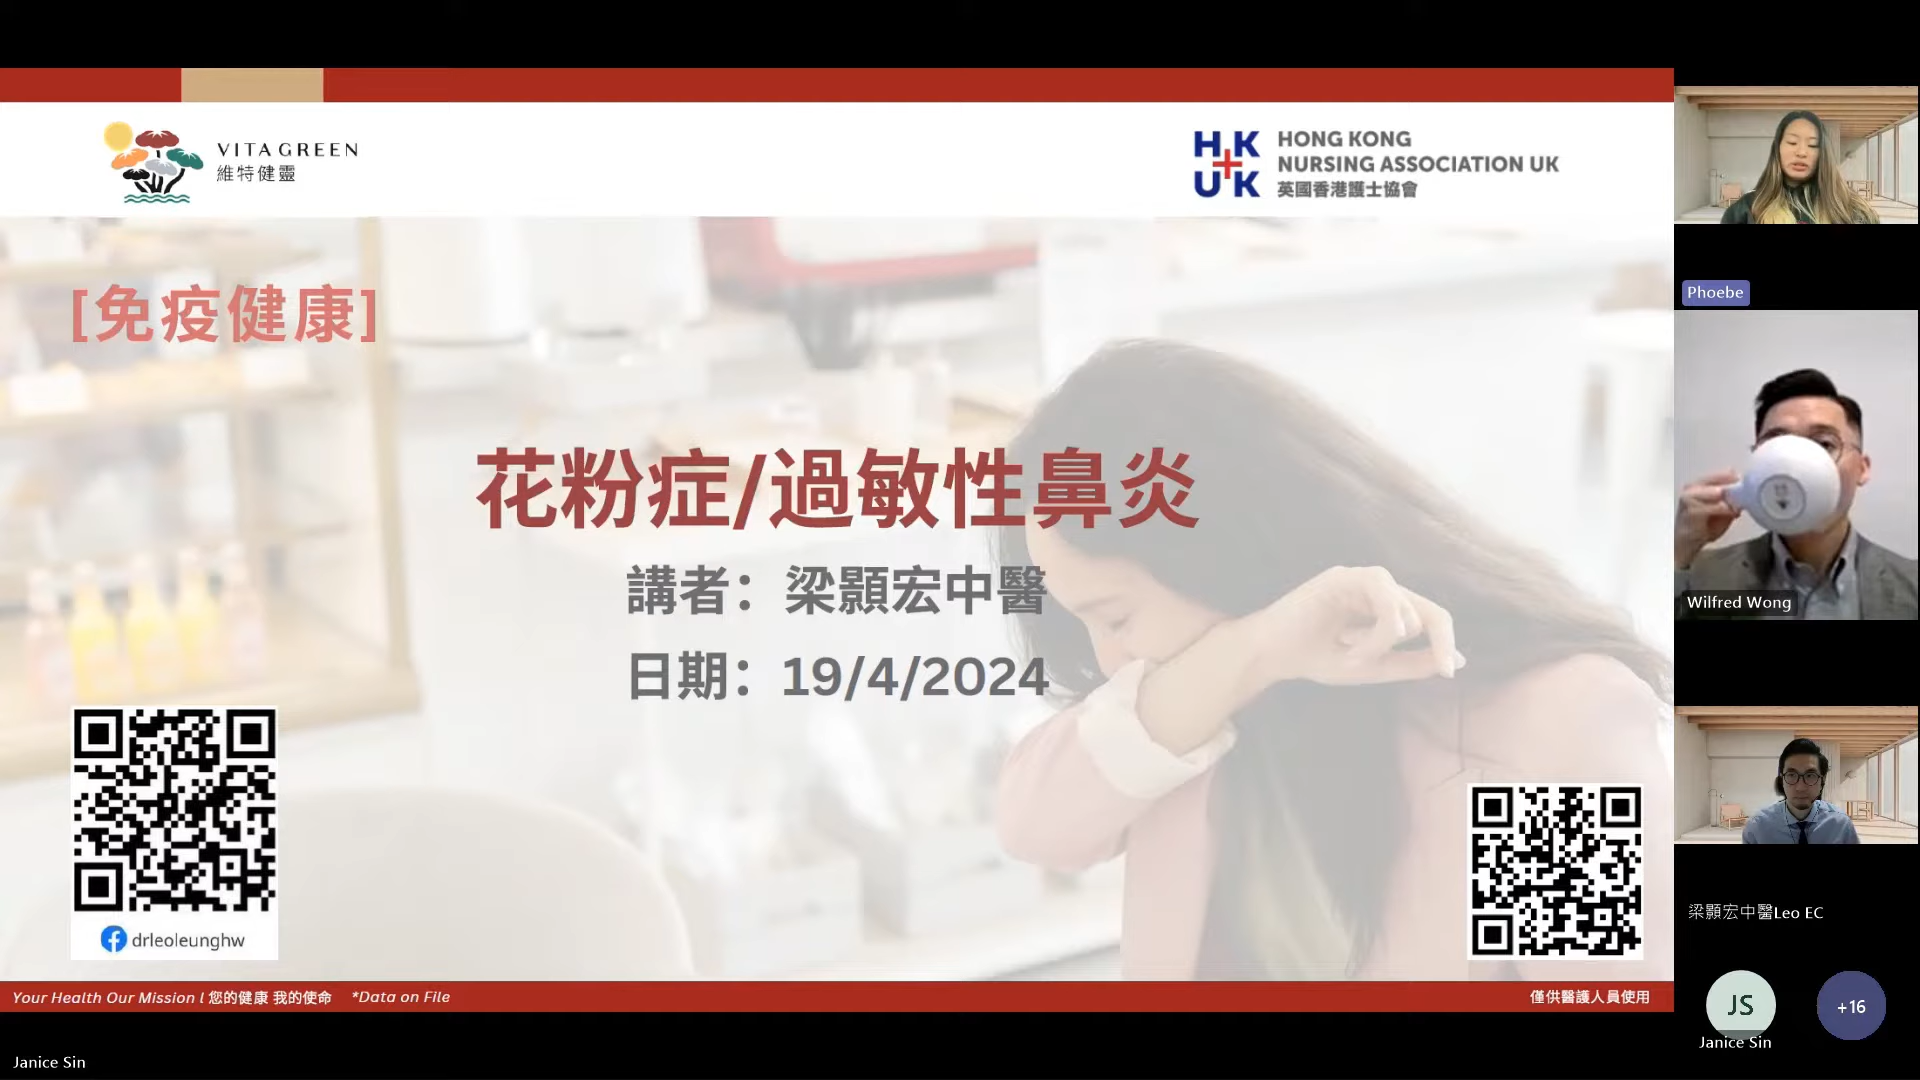 VITA GREEN
維特健靈
HK
UK
HONG KONG
NURSING ASSOCIATION UK
英國香港護士協會
[免疫健康]
花粉症/過敏性鼻炎
講者：梁顥宏中醫
日期：19/4/2024
drleoleunghw
Your Health Our Mission l 您的健康 我的使命 *Data on File
僅供醫護人員使用
Janice Sin
Phoebe
Wilfred Wong
梁顥宏中醫Leo EC
JS
Janice Sin
+16